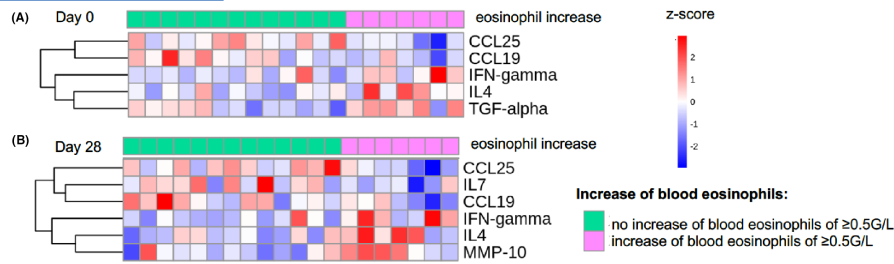 (A) Day 0 eosinophil increase z-score
CCL25
CCL19
IFN-gamma
IL4
TGF-alpha
2
1
0
-1
-2
(B) Day 28 eosinophil increase
CCL25
IL7
CCL19
IFN-gamma
IL4
MMP-10
Increase of blood eosinophils:
no increase of blood eosinophils of ≥0.5G/L
increase of blood eosinophils of ≥0.5G/L